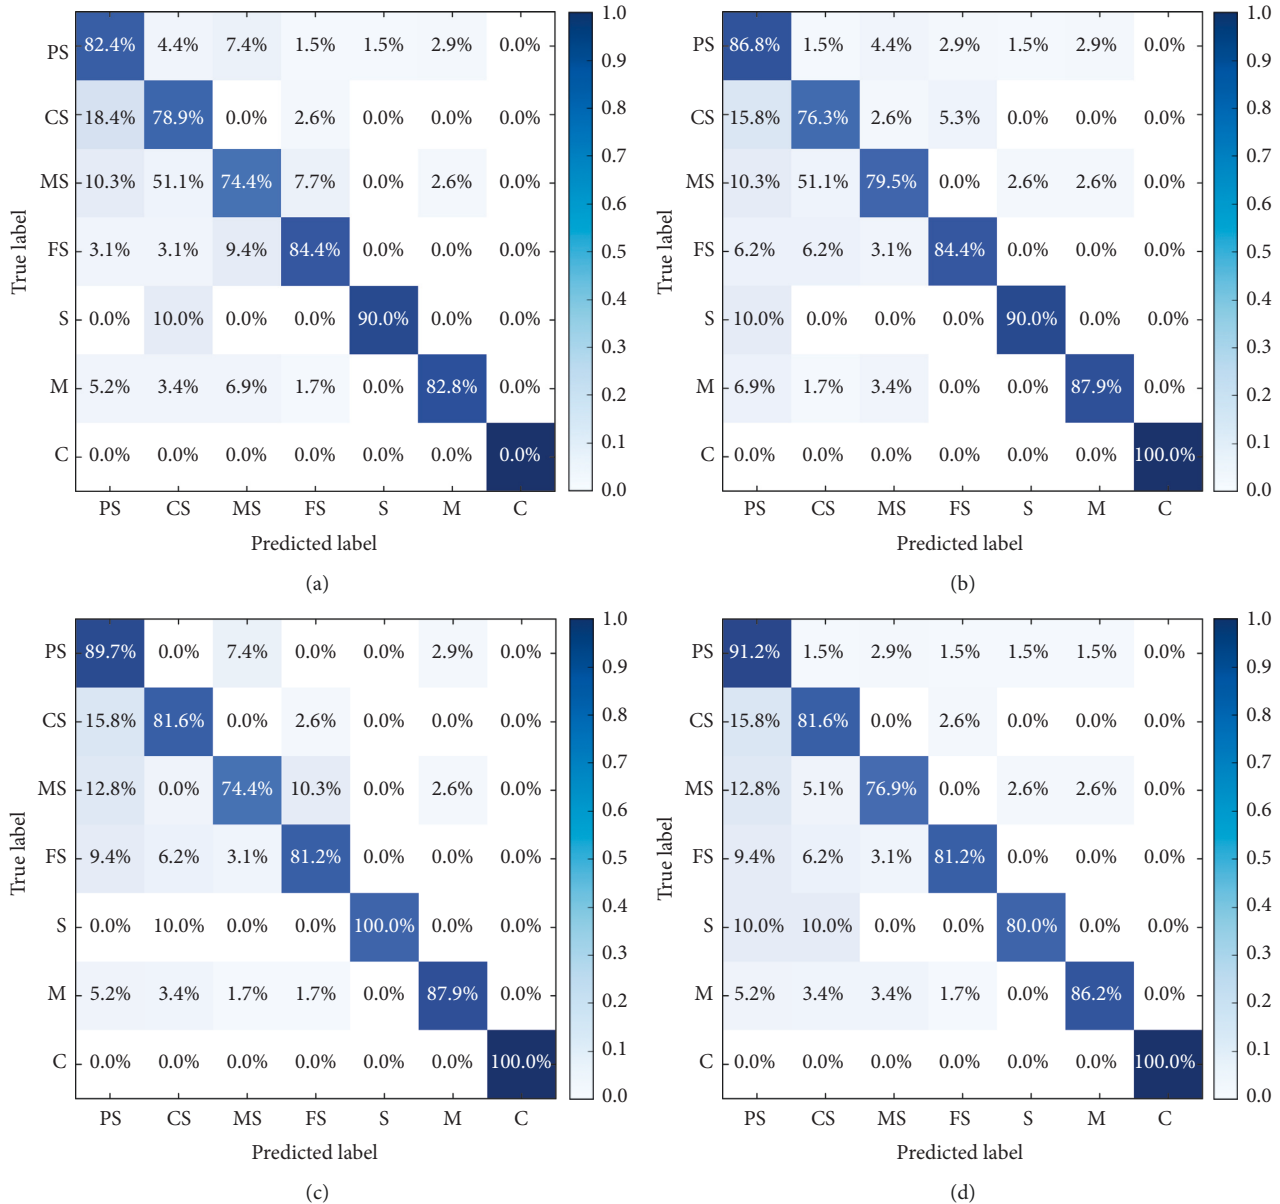 PS 82.4% 4.4% 7.4% 1.5% 1.5% 2.9% 0.0%
CS 18.4% 78.9% 0.0% 2.6% 0.0% 0.0% 0.0%
MS 10.3% 51.1% 74.4% 7.7% 0.0% 2.6% 0.0%
FS 3.1% 3.1% 9.4% 84.4% 0.0% 0.0% 0.0%
S 0.0% 10.0% 0.0% 0.0% 90.0% 0.0% 0.0%
M 5.2% 3.4% 6.9% 1.7% 0.0% 82.8% 0.0%
C 0.0% 0.0% 0.0% 0.0% 0.0% 0.0% 0.0%
PS CS MS FS S M C
Predicted label
True label
1.0
0.9
0.8
0.7
0.6
0.5
0.4
0.3
0.2
0.1
0.0
(a)
PS 86.8% 1.5% 4.4% 2.9% 1.5% 2.9% 0.0%
CS 15.8% 76.3% 2.6% 5.3% 0.0% 0.0% 0.0%
MS 10.3% 51.1% 79.5% 0.0% 2.6% 2.6% 0.0%
FS 6.2% 6.2% 3.1% 84.4% 0.0% 0.0% 0.0%
S 10.0% 0.0% 0.0% 0.0% 90.0% 0.0% 0.0%
M 6.9% 1.7% 3.4% 0.0% 0.0% 87.9% 0.0%
C 0.0% 0.0% 0.0% 0.0% 0.0% 0.0% 100.0%
PS CS MS FS S M C
Predicted label
True label
1.0
0.9
0.8
0.7
0.6
0.5
0.4
0.3
0.2
0.1
0.0
(b)
PS 89.7% 0.0% 7.4% 0.0% 0.0% 2.9% 0.0%
CS 15.8% 81.6% 0.0% 2.6% 0.0% 0.0% 0.0%
MS 12.8% 0.0% 74.4% 10.3% 0.0% 2.6% 0.0%
FS 9.4% 6.2% 3.1% 81.2% 0.0% 0.0% 0.0%
S 0.0% 10.0% 0.0% 0.0% 100.0% 0.0% 0.0%
M 5.2% 3.4% 1.7% 1.7% 0.0% 87.9% 0.0%
C 0.0% 0.0% 0.0% 0.0% 0.0% 0.0% 100.0%
PS CS MS FS S M C
Predicted label
True label
1.0
0.9
0.8
0.7
0.6
0.5
0.4
0.3
0.2
0.1
0.0
(c)
PS 91.2% 1.5% 2.9% 1.5% 1.5% 1.5% 0.0%
CS 15.8% 81.6% 0.0% 2.6% 0.0% 0.0% 0.0%
MS 12.8% 5.1% 76.9% 0.0% 2.6% 2.6% 0.0%
FS 9.4% 6.2% 3.1% 81.2% 0.0% 0.0% 0.0%
S 10.0% 10.0% 0.0% 0.0% 80.0% 0.0% 0.0%
M 5.2% 3.4% 3.4% 1.7% 0.0% 86.2% 0.0%
C 0.0% 0.0% 0.0% 0.0% 0.0% 0.0% 100.0%
PS CS MS FS S M C
Predicted label
True label
1.0
0.9
0.8
0.7
0.6
0.5
0.4
0.3
0.2
0.1
0.0
(d)